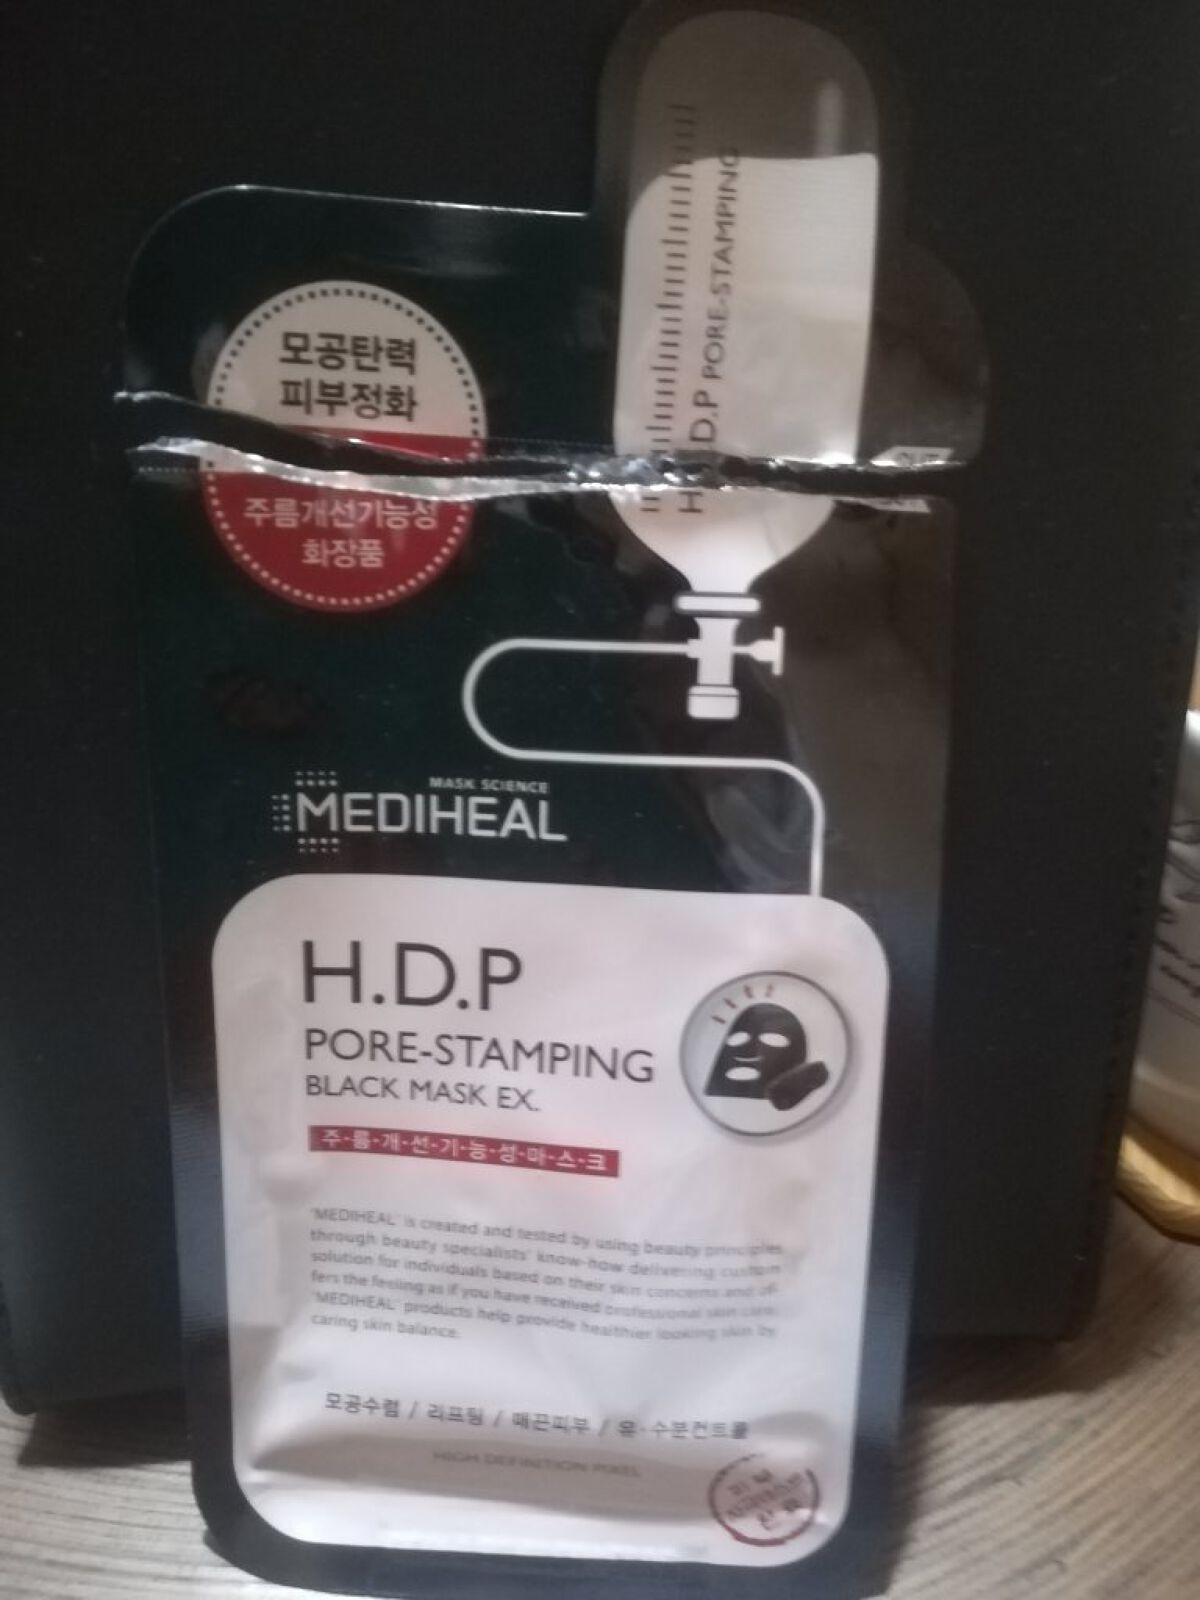 H.D.P PORE-STAMPING
모공탄력
피부정화
주름개선기능성
화장품
MASK SCIENCE
MEDIHEAL
H.D.P
PORE-STAMPING
BLACK MASK EX.
주·름·개·선·기·능·성·마·스·크
'MEDIHEAL' is created and tested by using beauty principles
through beauty specialists' know-how delivering custom
solution for individuals based on their skin concerns and of-
fers the feeling as if you have received professional skin care.
'MEDIHEAL' products help provide healthier looking skin by
caring skin balance.
모공수렴 / 리프팅 / 매끈피부 / 유·수분컨트롤
HIGH DEFINITION PIXEL